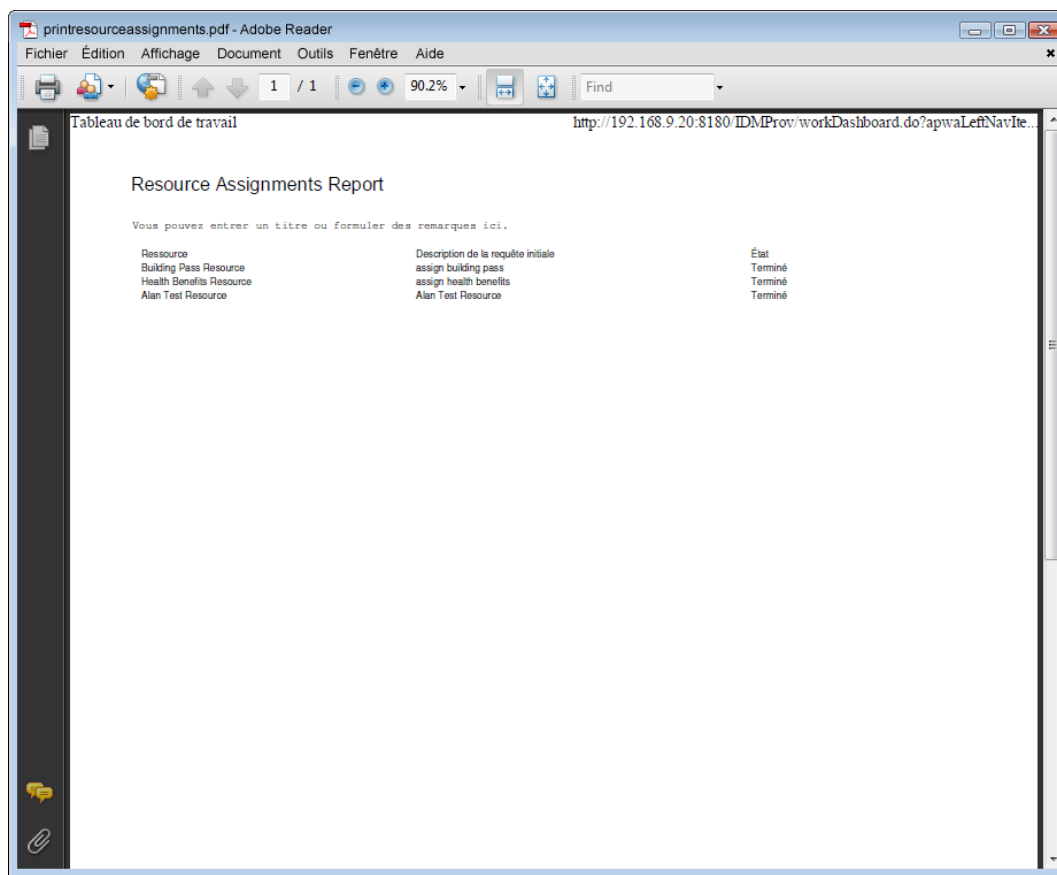 printresourceassignments.pdf - Adobe Reader
Fichier Édition Affichage Document Outils Fenêtre Aide
1 / 1 90.2% Find
Tableau de bord de travail http://192.168.9.20:8180/IDMProv/workDashboard.do?apwaLeftNavIte...
Resource Assignments Report
Vous pouvez entrer un titre ou formuler des remarques ici.
Ressource Description de la requête initiale État
Building Pass Resource assign building pass Terminé
Health Benefits Resource assign health benefits Terminé
Alan Test Resource Alan Test Resource Terminé